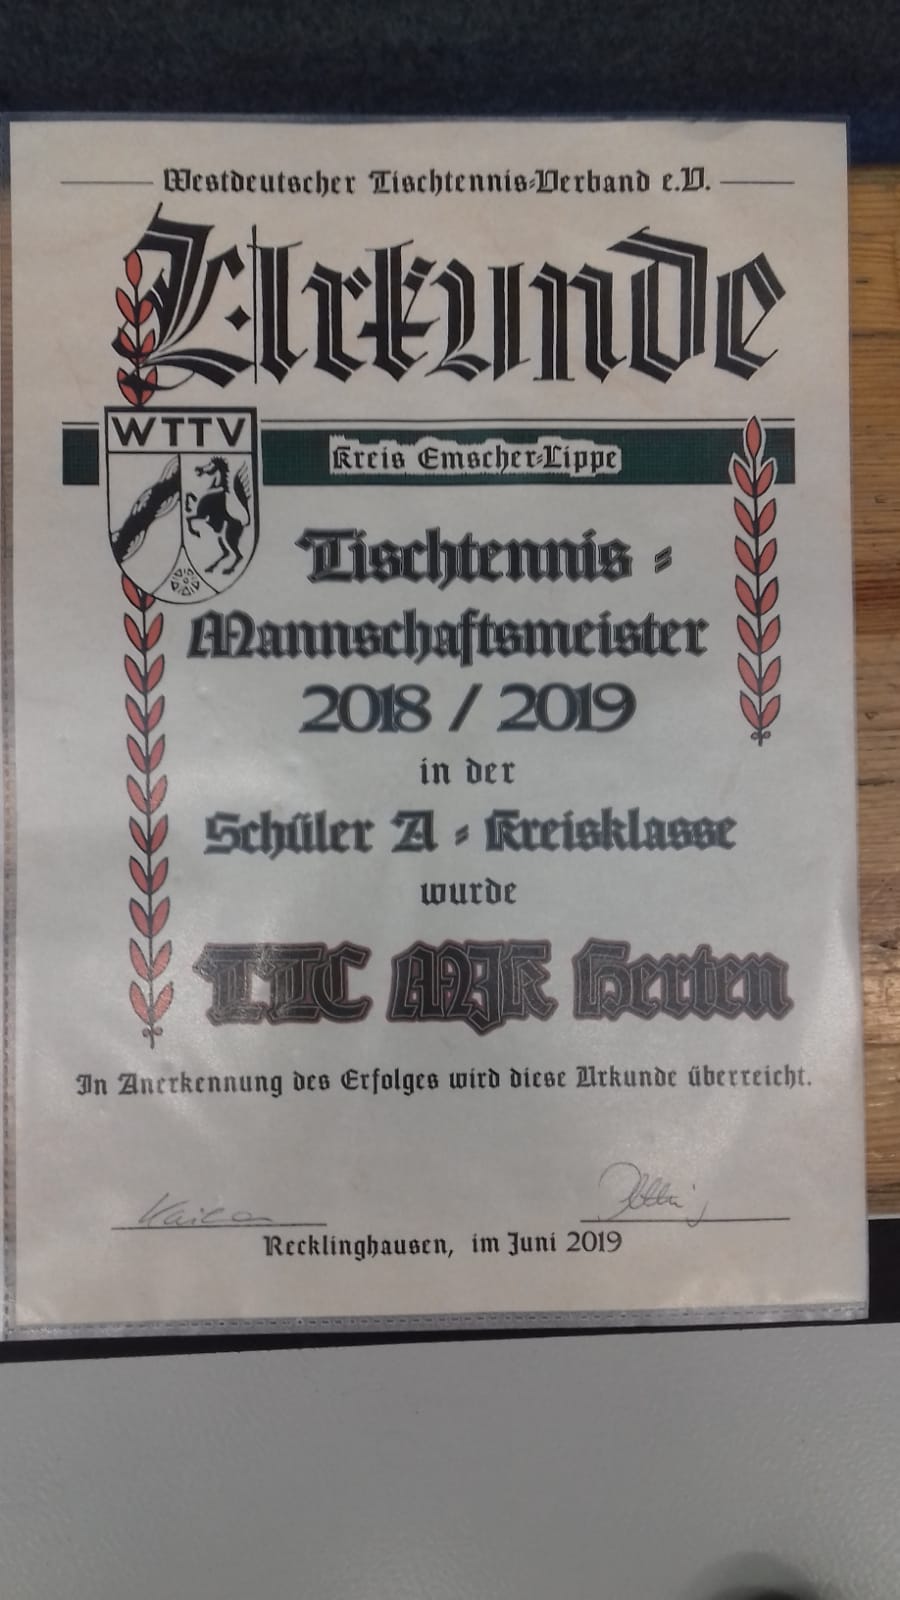 Westdeutscher Tischtennis-Verband e.V.
Urkunde
WTTV
Kreis Emscher-Lippe
Tischtennis -
Mannschaftsmeister
2018 / 2019
in der
Schüler A - Kreisklasse
wurde
TTC MJK Herten
In Anerkennung des Erfolges wird diese Urkunde überreicht.
Recklinghausen, im Juni 2019